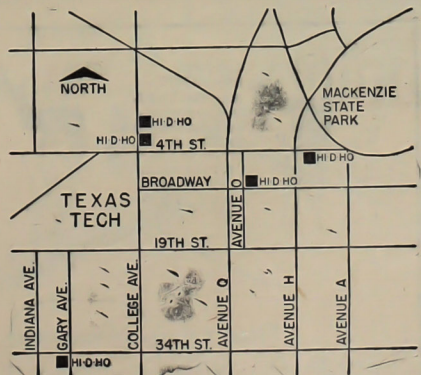 NORTH
MACKENZIE
STATE
PARK
HI·D·HO
HI·D·HO
4TH ST.
HI·D·HO
BROADWAY
HI·D·HO
TEXAS
TECH
AVENUE O
19TH ST.
INDIANA AVE.
GARY AVE.
COLLEGE AVE.
AVENUE Q
AVENUE H
AVENUE A
34TH ST.
HI·D·HO